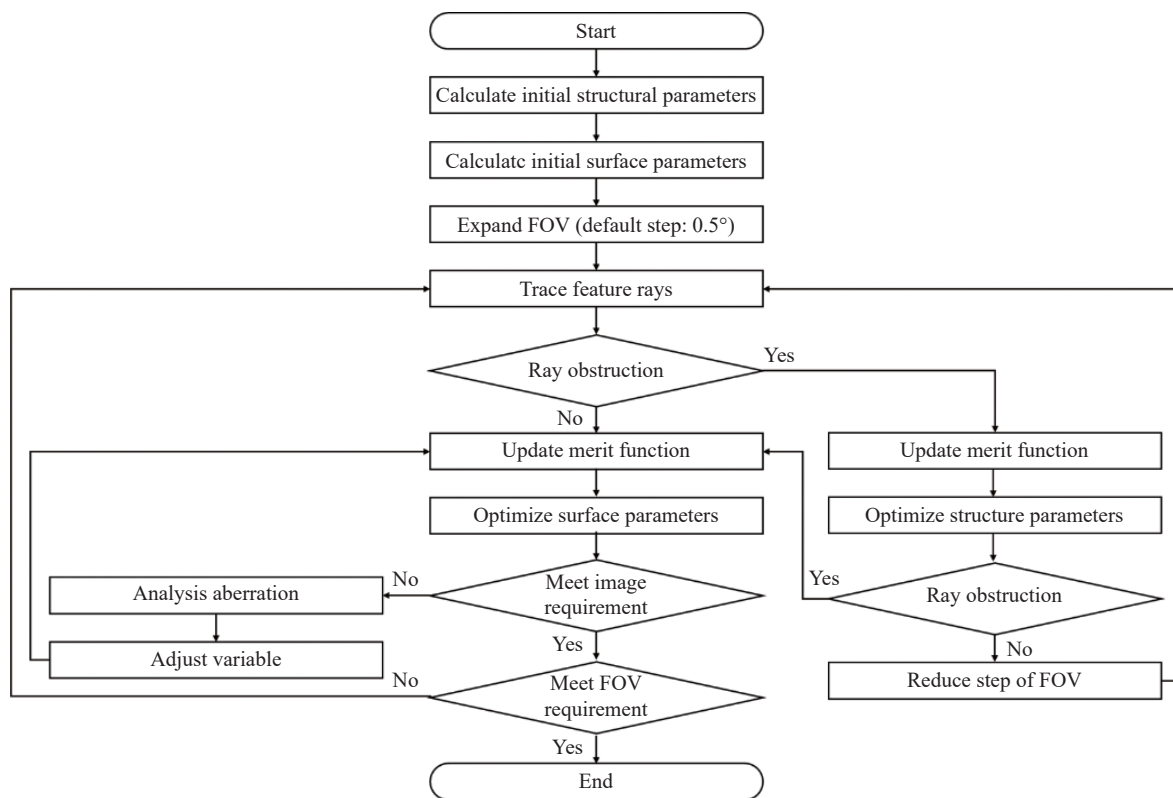 Start
Calculate initial structural parameters
Calculatc initial surface parameters
Expand FOV (default step: 0.5°)
Trace feature rays
Ray obstruction
Yes
No
Update merit function
Update merit function
Optimize surface parameters
Optimize structure parameters
Meet image
requirement
No
Yes
Analysis aberration
Adjust variable
Ray obstruction
Yes
No
Reduce step of FOV
Meet FOV
requirement
No
Yes
End